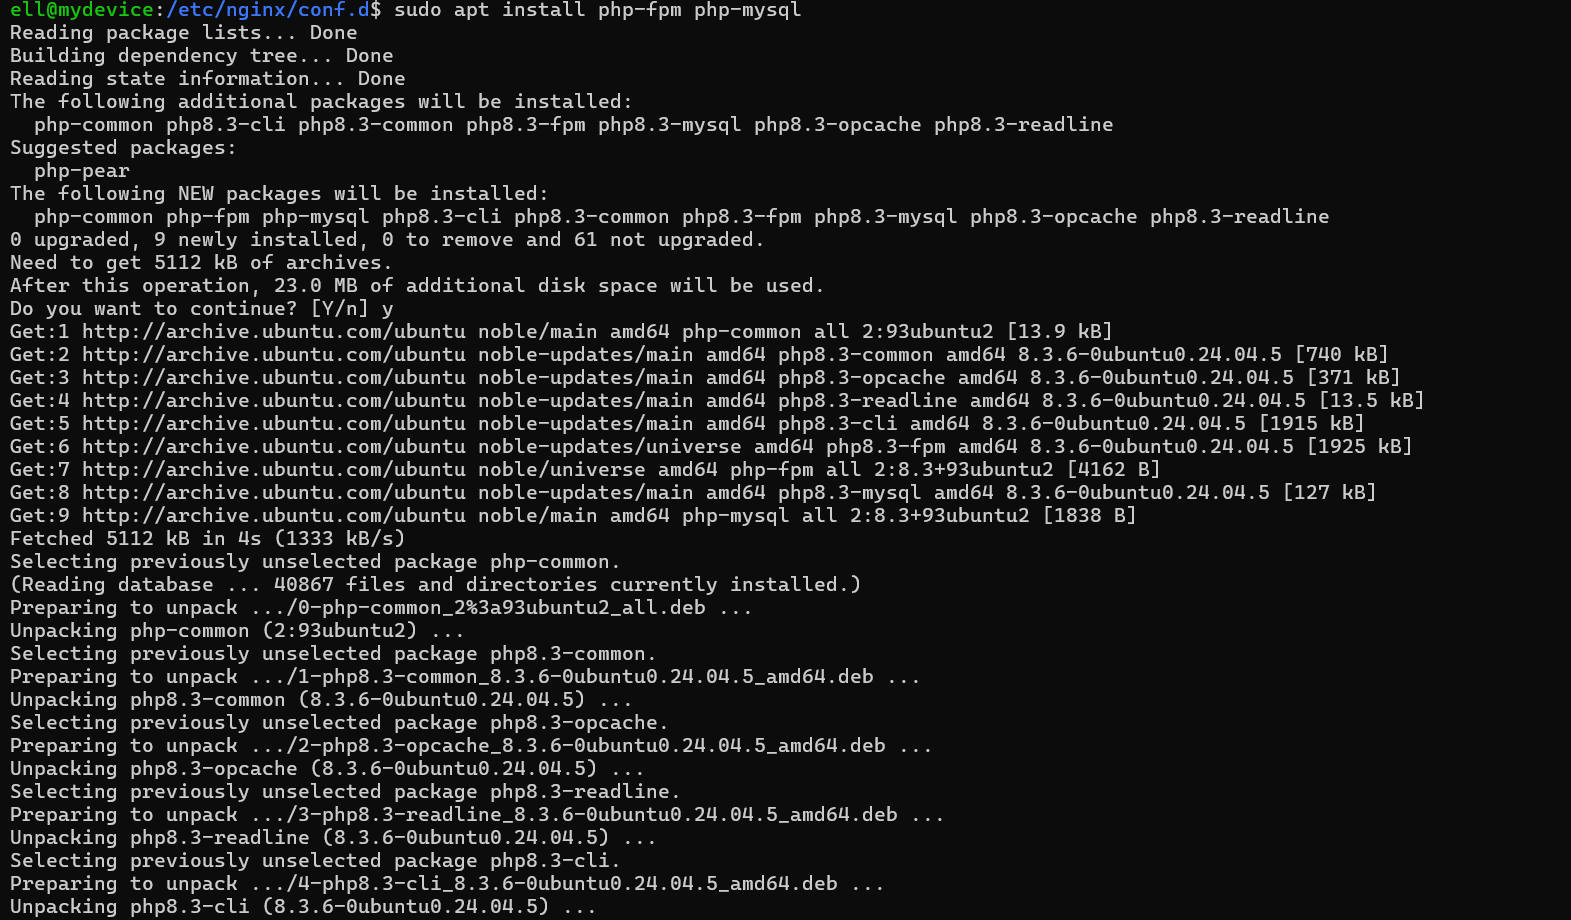 ell@mydevice:/etc/nginx/conf.d$ sudo apt install php-fpm php-mysql
Reading package lists... Done
Building dependency tree... Done
Reading state information... Done
The following additional packages will be installed:
  php-common php8.3-cli php8.3-common php8.3-fpm php8.3-mysql php8.3-opcache php8.3-readline
Suggested packages:
  php-pear
The following NEW packages will be installed:
  php-common php-fpm php-mysql php8.3-cli php8.3-common php8.3-fpm php8.3-mysql php8.3-opcache php8.3-readline
0 upgraded, 9 newly installed, 0 to remove and 61 not upgraded.
Need to get 5112 kB of archives.
After this operation, 23.0 MB of additional disk space will be used.
Do you want to continue? [Y/n] y
Get:1 http://archive.ubuntu.com/ubuntu noble/main amd64 php-common all 2:93ubuntu2 [13.9 kB]
Get:2 http://archive.ubuntu.com/ubuntu noble-updates/main amd64 php8.3-common amd64 8.3.6-0ubuntu0.24.04.5 [740 kB]
Get:3 http://archive.ubuntu.com/ubuntu noble-updates/main amd64 php8.3-opcache amd64 8.3.6-0ubuntu0.24.04.5 [371 kB]
Get:4 http://archive.ubuntu.com/ubuntu noble-updates/main amd64 php8.3-readline amd64 8.3.6-0ubuntu0.24.04.5 [13.5 kB]
Get:5 http://archive.ubuntu.com/ubuntu noble-updates/main amd64 php8.3-cli amd64 8.3.6-0ubuntu0.24.04.5 [1915 kB]
Get:6 http://archive.ubuntu.com/ubuntu noble-updates/universe amd64 php8.3-fpm amd64 8.3.6-0ubuntu0.24.04.5 [1925 kB]
Get:7 http://archive.ubuntu.com/ubuntu noble/universe amd64 php-fpm all 2:8.3+93ubuntu2 [4162 B]
Get:8 http://archive.ubuntu.com/ubuntu noble-updates/main amd64 php8.3-mysql amd64 8.3.6-0ubuntu0.24.04.5 [127 kB]
Get:9 http://archive.ubuntu.com/ubuntu noble/main amd64 php-mysql all 2:8.3+93ubuntu2 [1838 B]
Fetched 5112 kB in 4s (1333 kB/s)
Selecting previously unselected package php-common.
(Reading database ... 40867 files and directories currently installed.)
Preparing to unpack .../0-php-common_2%3a93ubuntu2_all.deb ...
Unpacking php-common (2:93ubuntu2) ...
Selecting previously unselected package php8.3-common.
Preparing to unpack .../1-php8.3-common_8.3.6-0ubuntu0.24.04.5_amd64.deb ...
Unpacking php8.3-common (8.3.6-0ubuntu0.24.04.5) ...
Selecting previously unselected package php8.3-opcache.
Preparing to unpack .../2-php8.3-opcache_8.3.6-0ubuntu0.24.04.5_amd64.deb ...
Unpacking php8.3-opcache (8.3.6-0ubuntu0.24.04.5) ...
Selecting previously unselected package php8.3-readline.
Preparing to unpack .../3-php8.3-readline_8.3.6-0ubuntu0.24.04.5_amd64.deb ...
Unpacking php8.3-readline (8.3.6-0ubuntu0.24.04.5) ...
Selecting previously unselected package php8.3-cli.
Preparing to unpack .../4-php8.3-cli_8.3.6-0ubuntu0.24.04.5_amd64.deb ...
Unpacking php8.3-cli (8.3.6-0ubuntu0.24.04.5) ...